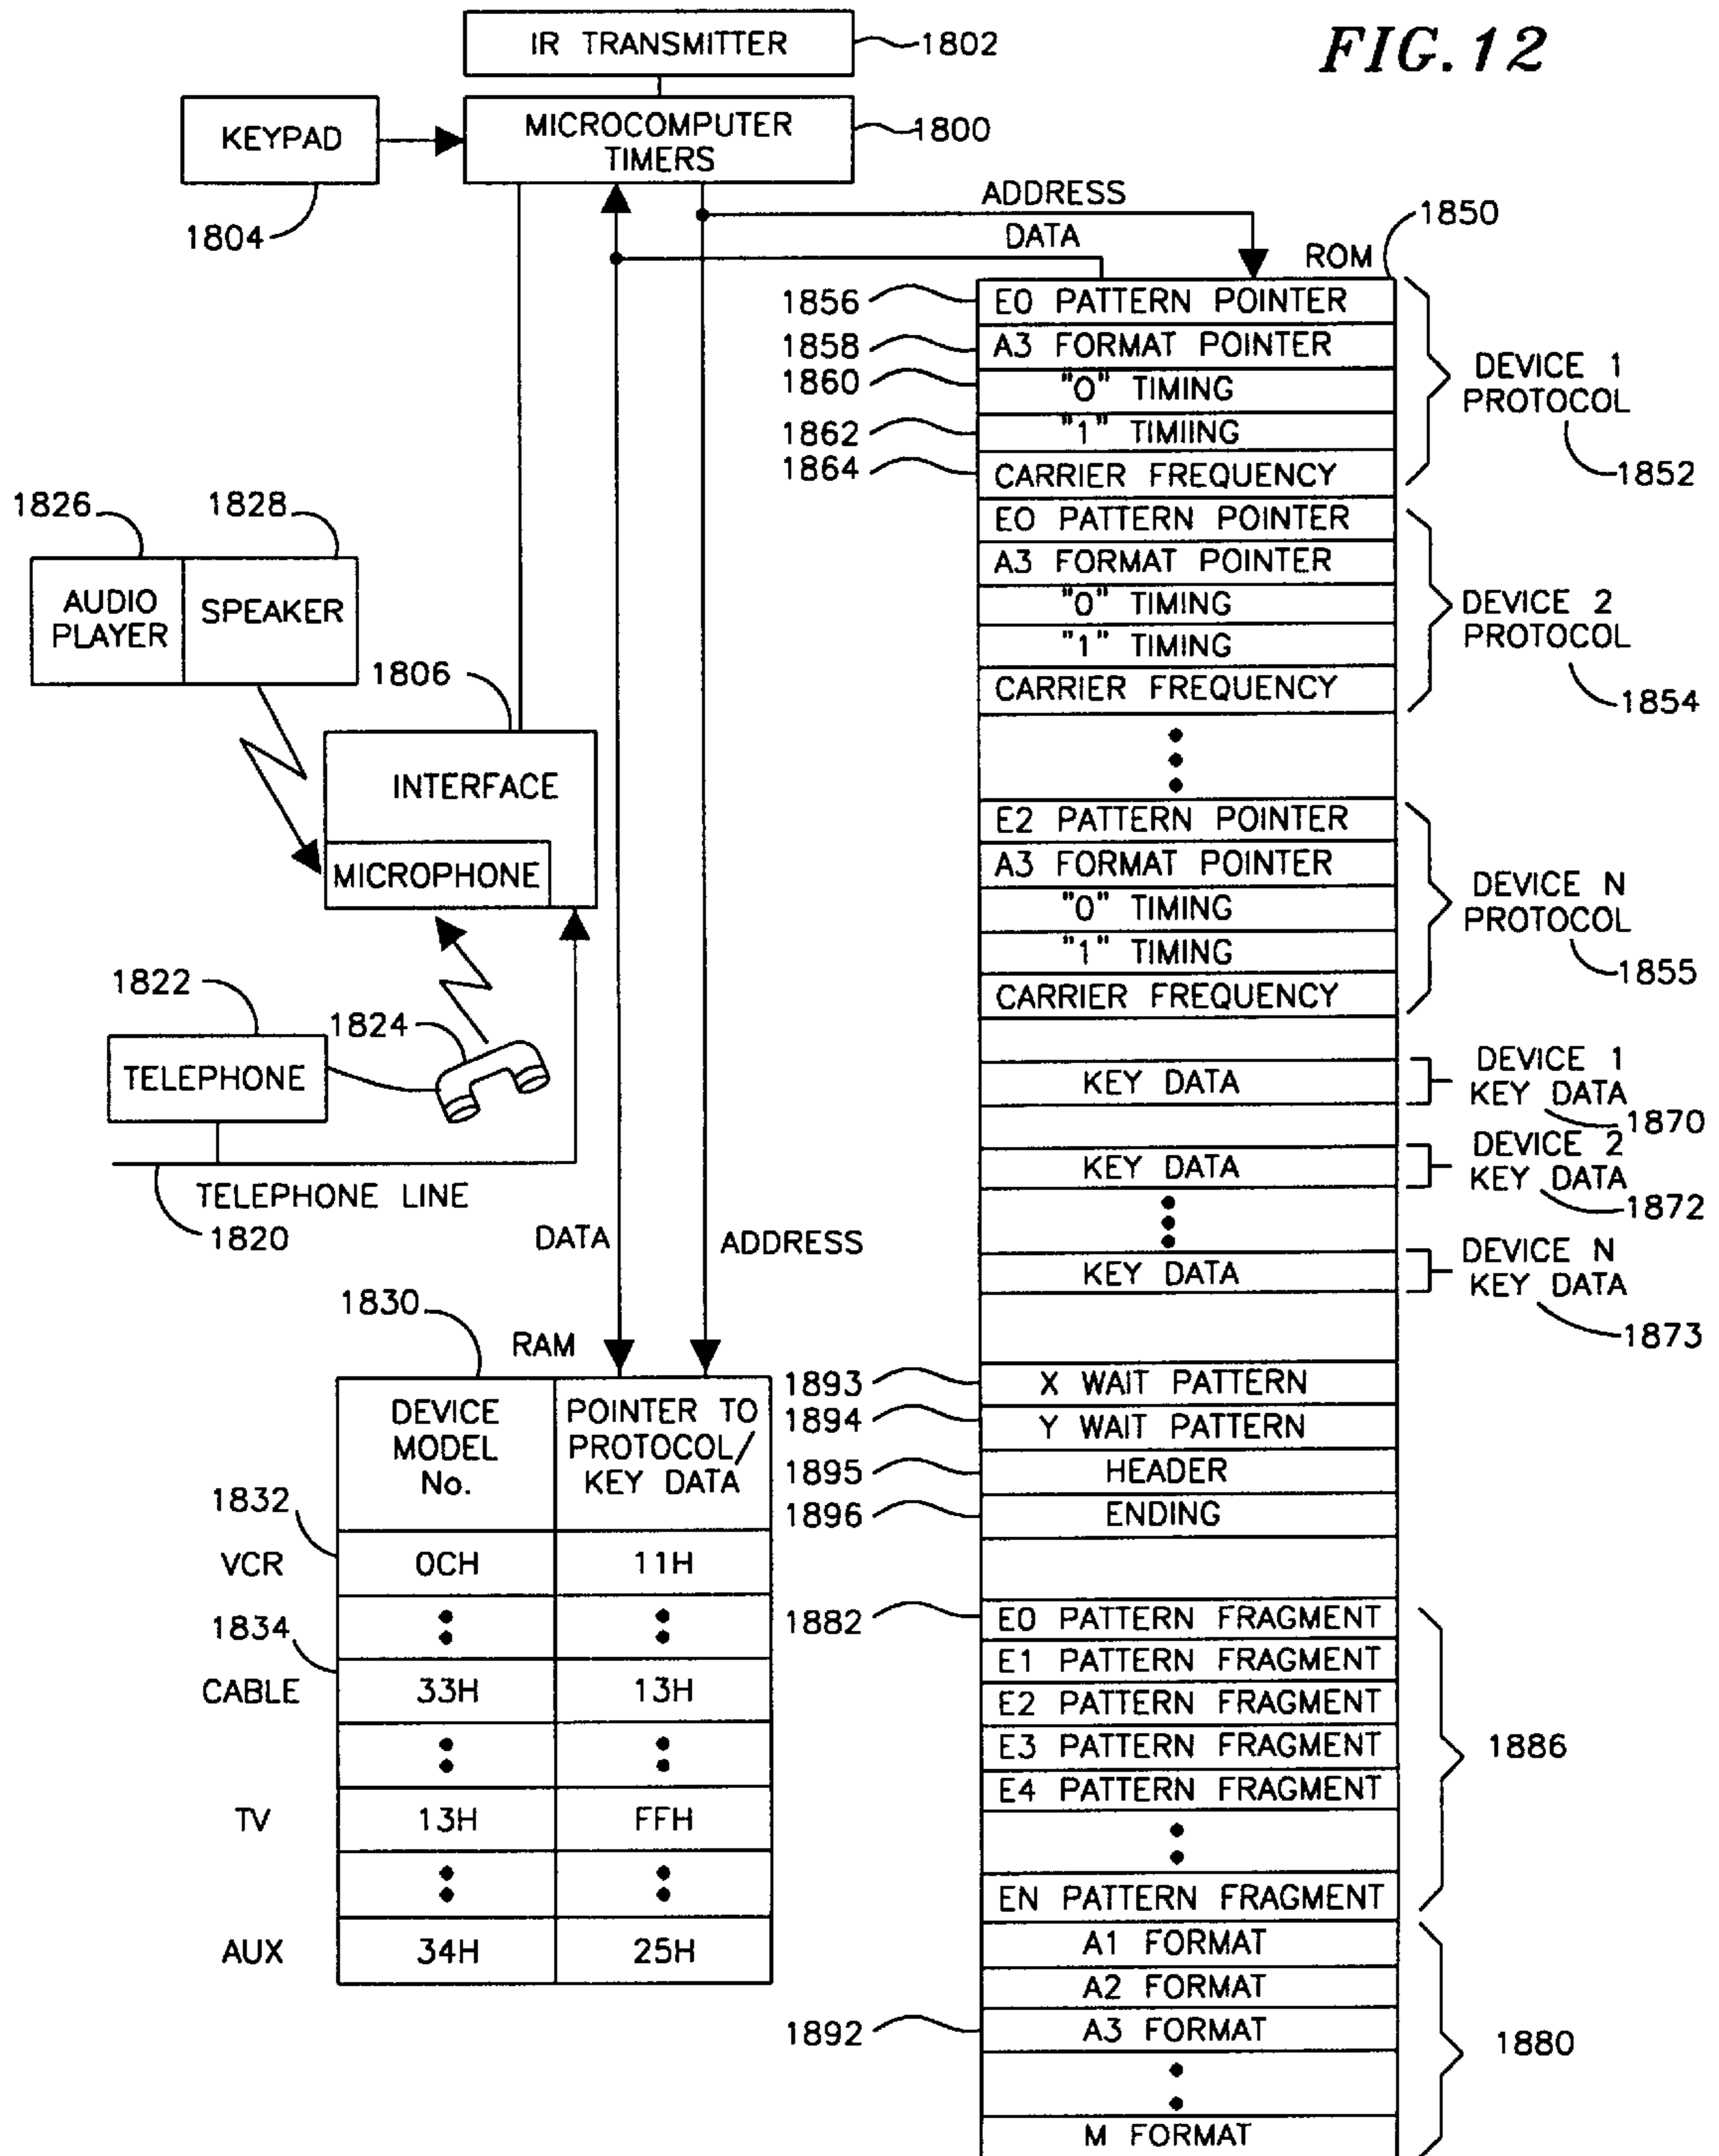 FIG.12
IR TRANSMITTER
1802
KEYPAD
1804
MICROCOMPUTER
TIMERS
1800
ADDRESS
DATA
1850
ROM
1856
E0 PATTERN POINTER
1858
A3 FORMAT POINTER
1860
"0" TIMING
1862
"1" TIMIING
1864
CARRIER FREQUENCY
DEVICE 1
PROTOCOL
1852
E0 PATTERN POINTER
A3 FORMAT POINTER
"0" TIMING
"1" TIMING
CARRIER FREQUENCY
DEVICE 2
PROTOCOL
1854
E2 PATTERN POINTER
A3 FORMAT POINTER
"0" TIMING
"1" TIMING
CARRIER FREQUENCY
DEVICE N
PROTOCOL
1855
1826
1828
AUDIO
PLAYER
SPEAKER
1806
INTERFACE
MICROPHONE
1822
1824
TELEPHONE
TELEPHONE LINE
1820
DATA
ADDRESS
KEY DATA
DEVICE 1
KEY DATA
1870
KEY DATA
DEVICE 2
KEY DATA
1872
KEY DATA
DEVICE N
KEY DATA
1873
1830
RAM
DEVICE
MODEL
No.
POINTER TO
PROTOCOL/
KEY DATA
1832
VCR
0CH
11H
1834
CABLE
33H
13H
TV
13H
FFH
AUX
34H
25H
1893
X WAIT PATTERN
1894
Y WAIT PATTERN
1895
HEADER
1896
ENDING
1882
E0 PATTERN FRAGMENT
E1 PATTERN FRAGMENT
E2 PATTERN FRAGMENT
E3 PATTERN FRAGMENT
E4 PATTERN FRAGMENT
EN PATTERN FRAGMENT
1886
A1 FORMAT
A2 FORMAT
1892
A3 FORMAT
M FORMAT
1880